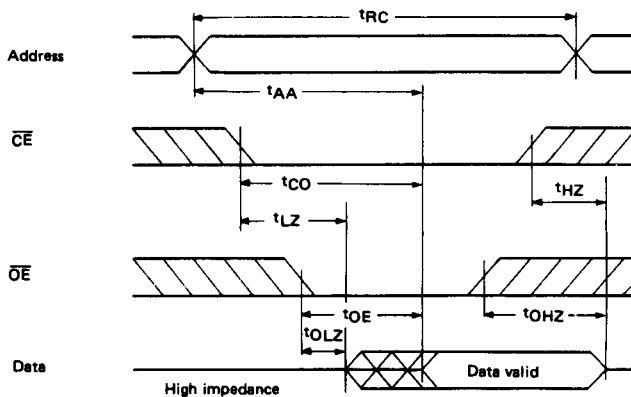 tRC
Address
tAA
CE
tCO
tHZ
tLZ
OE
tOE
tOHZ
tOLZ
Data
Data valid
High impedance